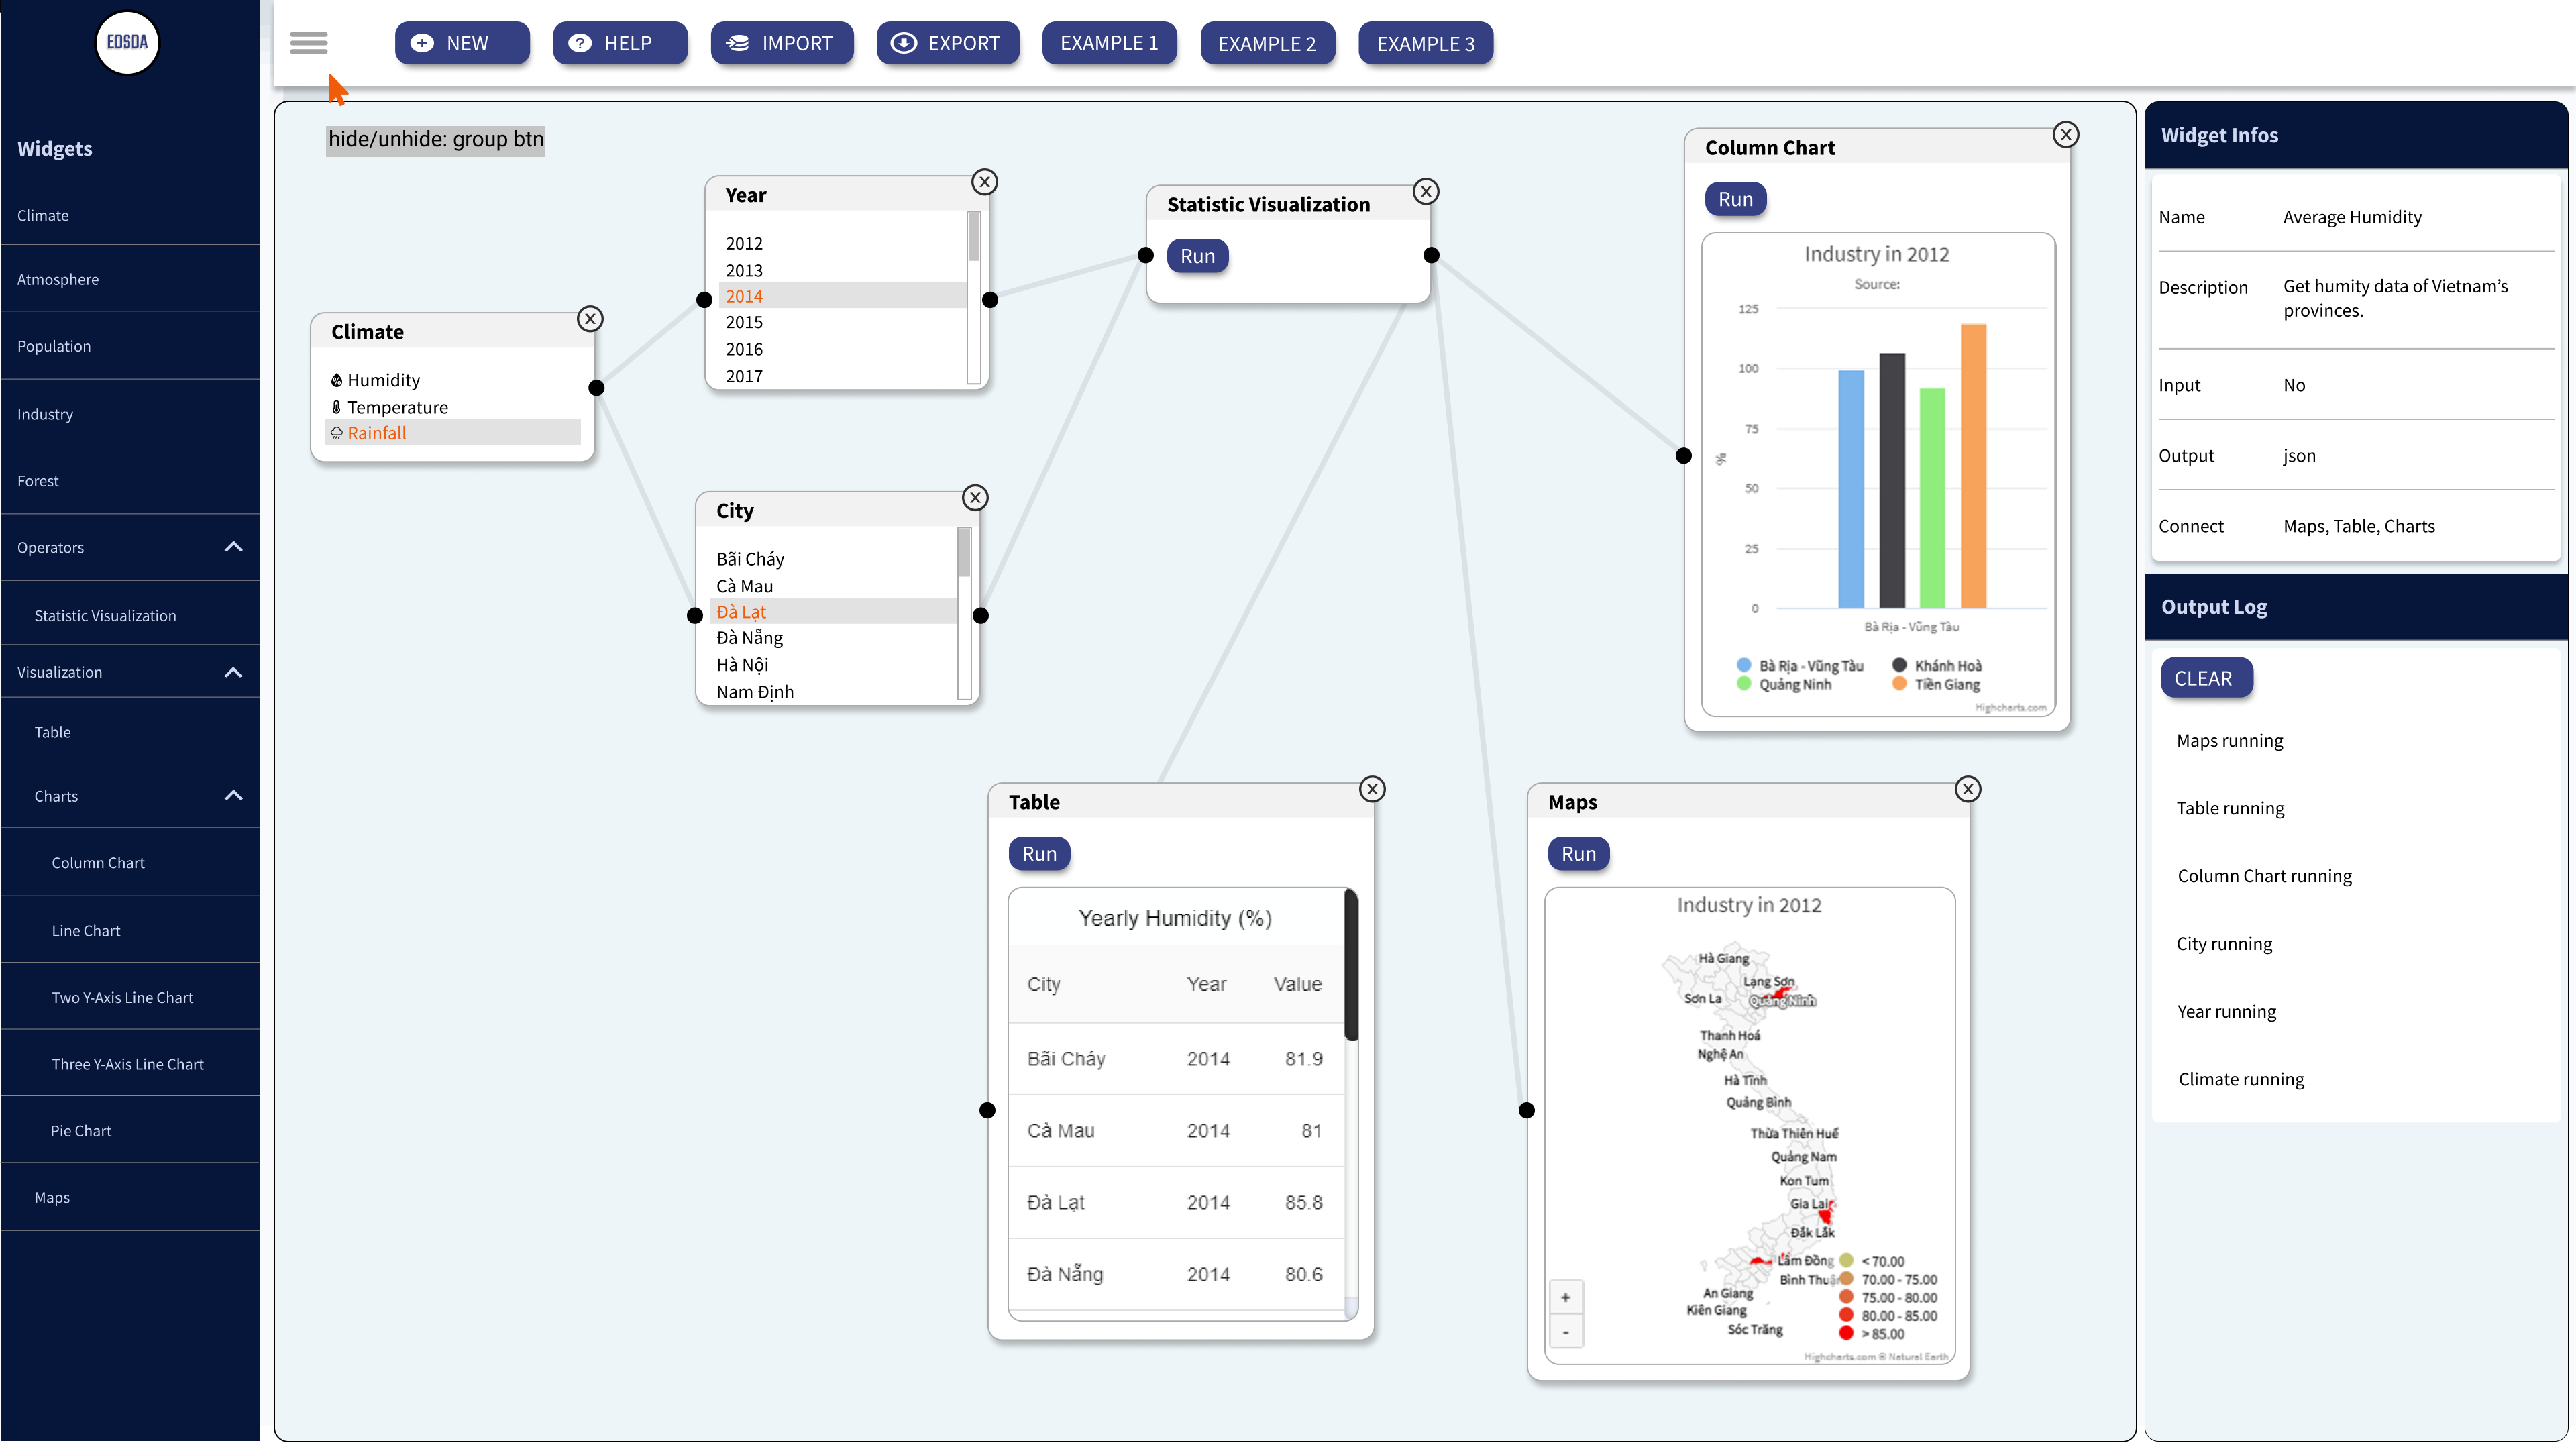 EDSDA
NEW
HELP
IMPORT
EXPORT
EXAMPLE 1
EXAMPLE 2
EXAMPLE 3
Widgets
Climate
Atmosphere
Population
Industry
Forest
Operators
Statistic Visualization
Visualization
Table
Charts
Column Chart
Line Chart
Two Y-Axis Line Chart
Three Y-Axis Line Chart
Pie Chart
Maps
hide/unhide: group btn
Climate
X
Humidity
Temperature
Rainfall
Year
X
2012
2013
2014
2015
2016
2017
City
X
Bãi Cháy
Cà Mau
Đà Lạt
Đà Nẵng
Hà Nội
Nam Định
Statistic Visualization
X
Run
Column Chart
X
Run
Industry in 2012
Source:
125
100
75
50
25
0
%
Bà Rịa - Vũng Tàu
Bà Rịa - Vũng Tàu
Khánh Hoà
Quảng Ninh
Tiền Giang
Highcharts.com
Table
X
Run
Yearly Humidity (%)
City Year Value
Bãi Cháy 2014 81.9
Cà Mau 2014 81
Đà Lạt 2014 85.8
Đà Nẵng 2014 80.6
Maps
X
Run
Industry in 2012
Hà Giang
Lạng Sơn
Sơn La
Quảng Ninh
Thanh Hoá
Nghệ An
Hà Tĩnh
Quảng Bình
Thừa Thiên Huế
Quảng Nam
Kon Tum
Gia Lai
Đắk Lắk
Lâm Đồng
Bình Thuận
An Giang
Kiên Giang
Sóc Trăng
+
-
< 70.00
70.00 - 75.00
75.00 - 80.00
80.00 - 85.00
> 85.00
Highcharts.com © Natural Earth
Widget Infos
Name Average Humidity
Description Get humity data of Vietnam’s
provinces.
Input No
Output json
Connect Maps, Table, Charts
Output Log
CLEAR
Maps running
Table running
Column Chart running
City running
Year running
Climate running